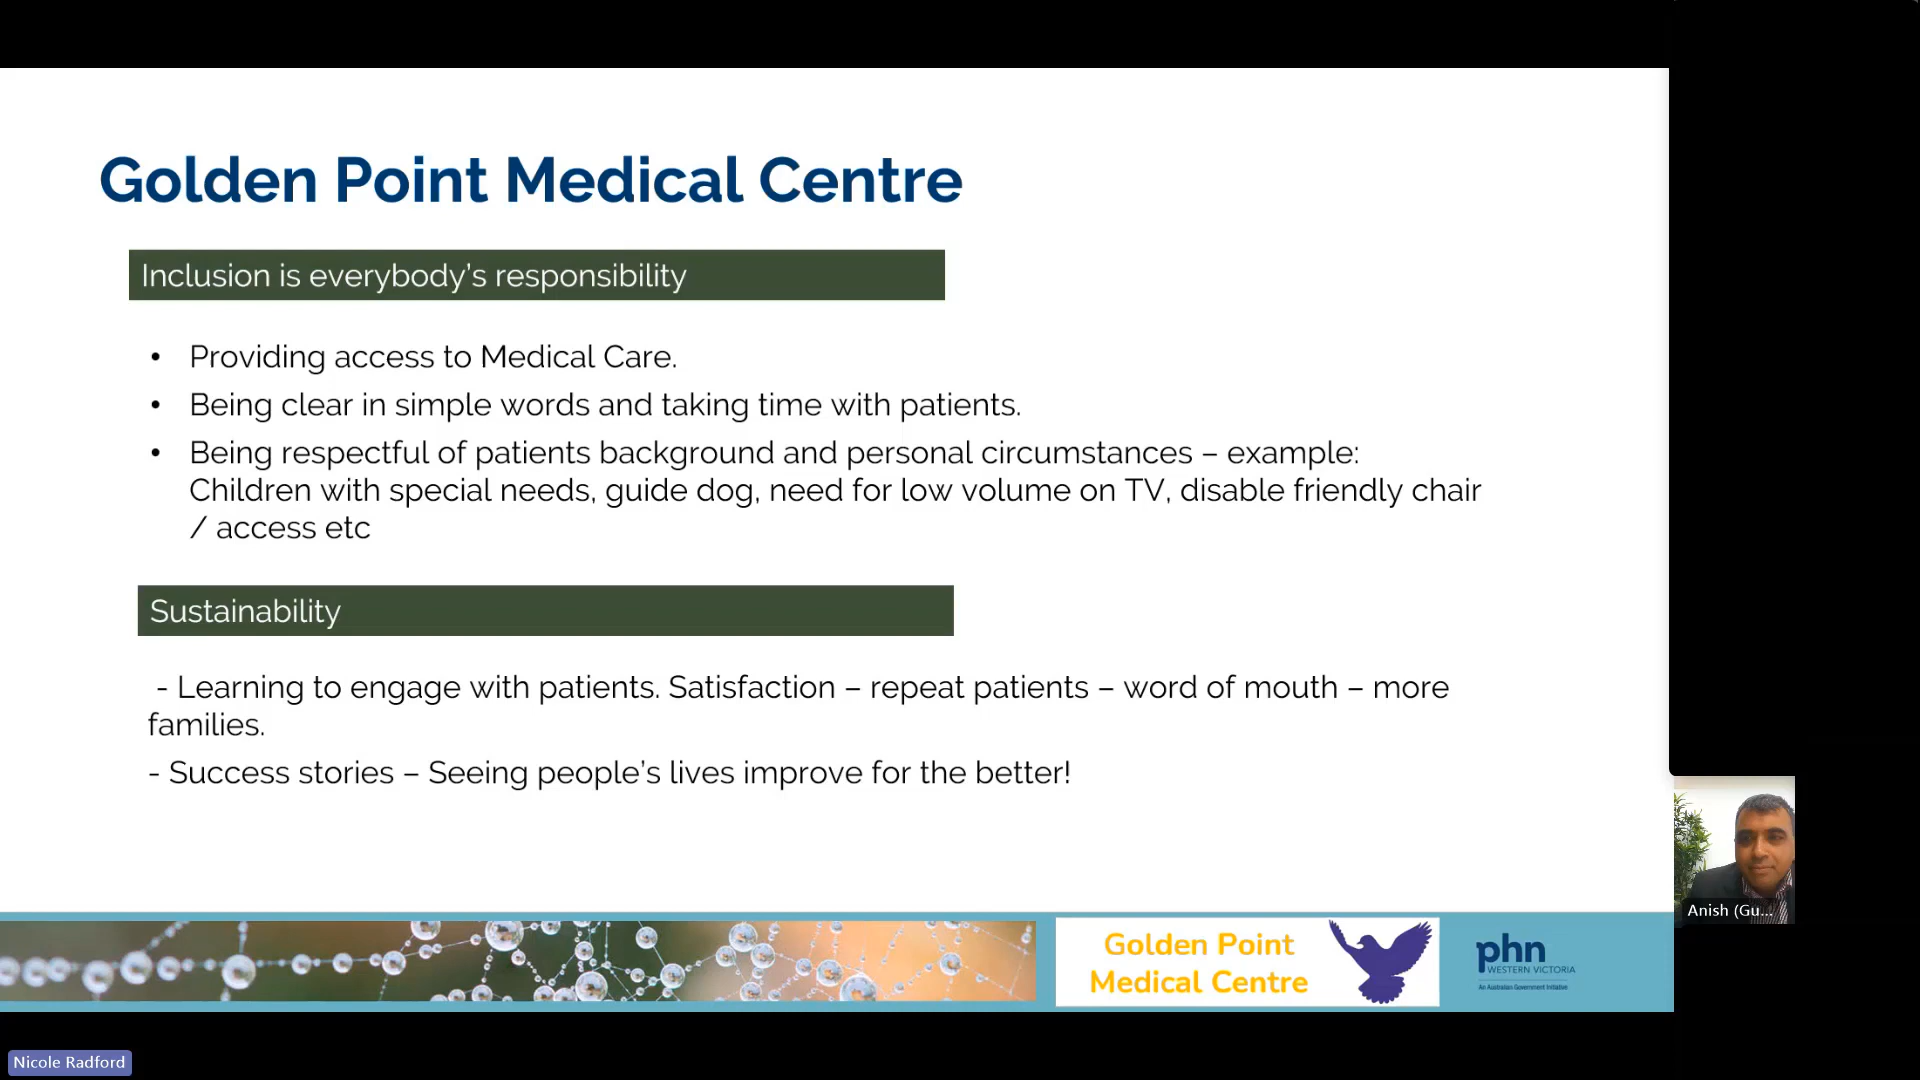 Golden Point Medical Centre
Inclusion is everybody's responsibility
• Providing access to Medical Care.
• Being clear in simple words and taking time with patients.
• Being respectful of patients background and personal circumstances – example:
Children with special needs, guide dog, need for low volume on TV, disable friendly chair
/ access etc
Sustainability
- Learning to engage with patients. Satisfaction – repeat patients – word of mouth – more
families.
- Success stories – Seeing people's lives improve for the better!
Anish (Gu...
Golden Point
Medical Centre
phn
WESTERN VICTORIA
An Australian Government Initiative
Nicole Radford